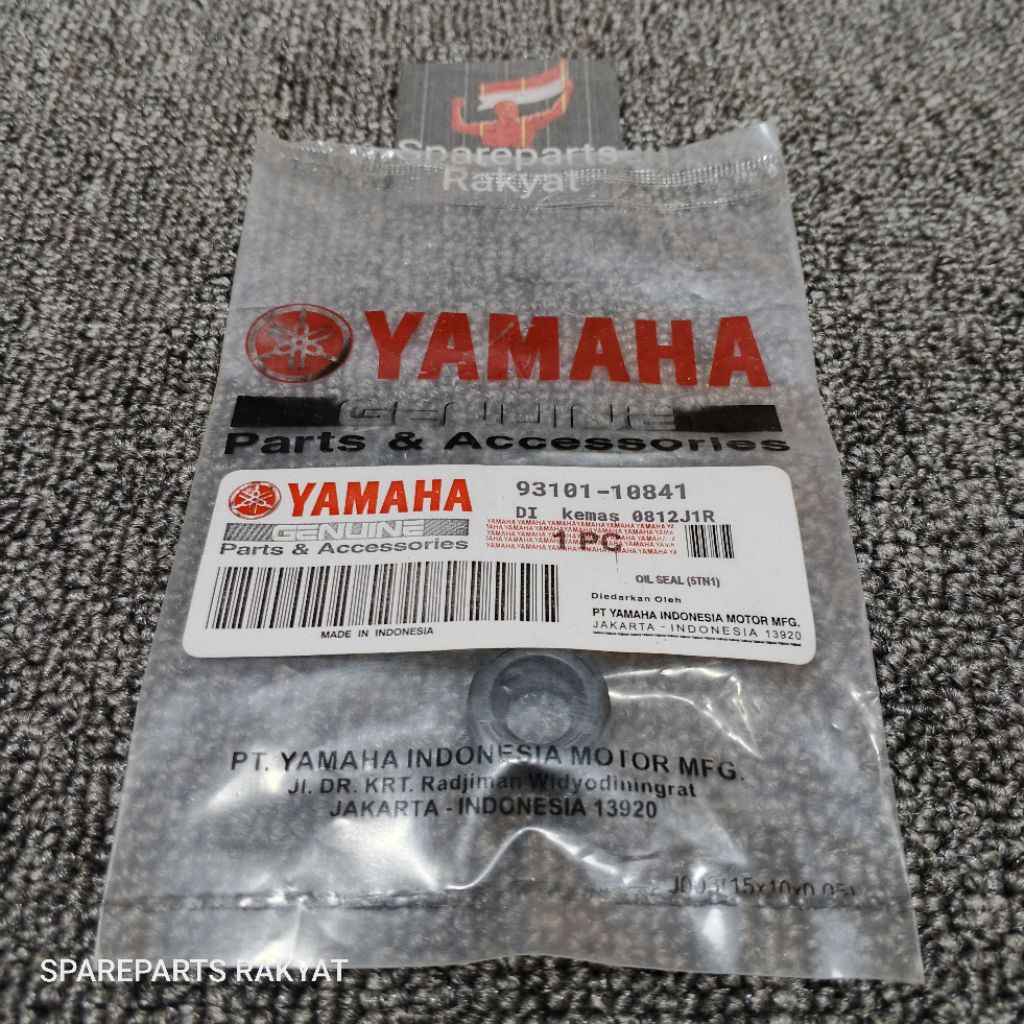 Spareparts
Rakyat
YAMAHA
GENUINE
Parts & Accessories
YAMAHA
GENUINE
Parts & Accessories
MADE IN INDONESIA
93101-10841
DI kemas 0812J1R
1 PC
OIL SEAL (5TN1)
Diedarkan Oleh
PT YAMAHA INDONESIA MOTOR MFG.
JAKARTA - INDONESIA 13920
PT. YAMAHA INDONESIA MOTOR MFG.
Jl. DR. KRT. Radjiman Widyodiningrat
JAKARTA - INDONESIA 13920
(15x10x0.05)
SPAREPARTS RAKYAT